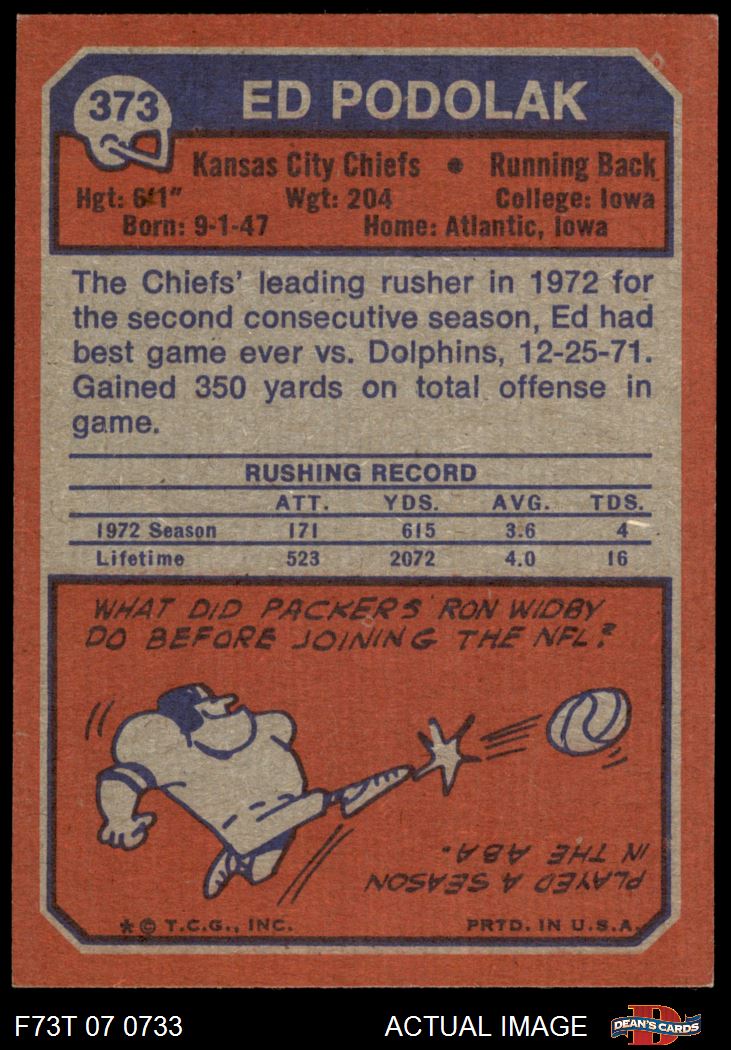 373
ED PODOLAK
Kansas City Chiefs • Running Back
Hgt: 6'1" Wgt: 204 College: Iowa
Born: 9-1-47 Home: Atlantic, Iowa
The Chiefs' leading rusher in 1972 for
the second consecutive season, Ed had
best game ever vs. Dolphins, 12-25-71.
Gained 350 yards on total offense in
game.
RUSHING RECORD
ATT. YDS. AVG. TDS.
1972 Season 171 615 3.6 4
Lifetime 523 2072 4.0 16
WHAT DID PACKERS' RON WIDBY
DO BEFORE JOINING THE NFL?
PLAYED A SEASON
IN THE ABA.
* © T.C.G., INC. PRTD. IN U.S.A.
F73T 07 0733 ACTUAL IMAGE
DEAN'S CARDS